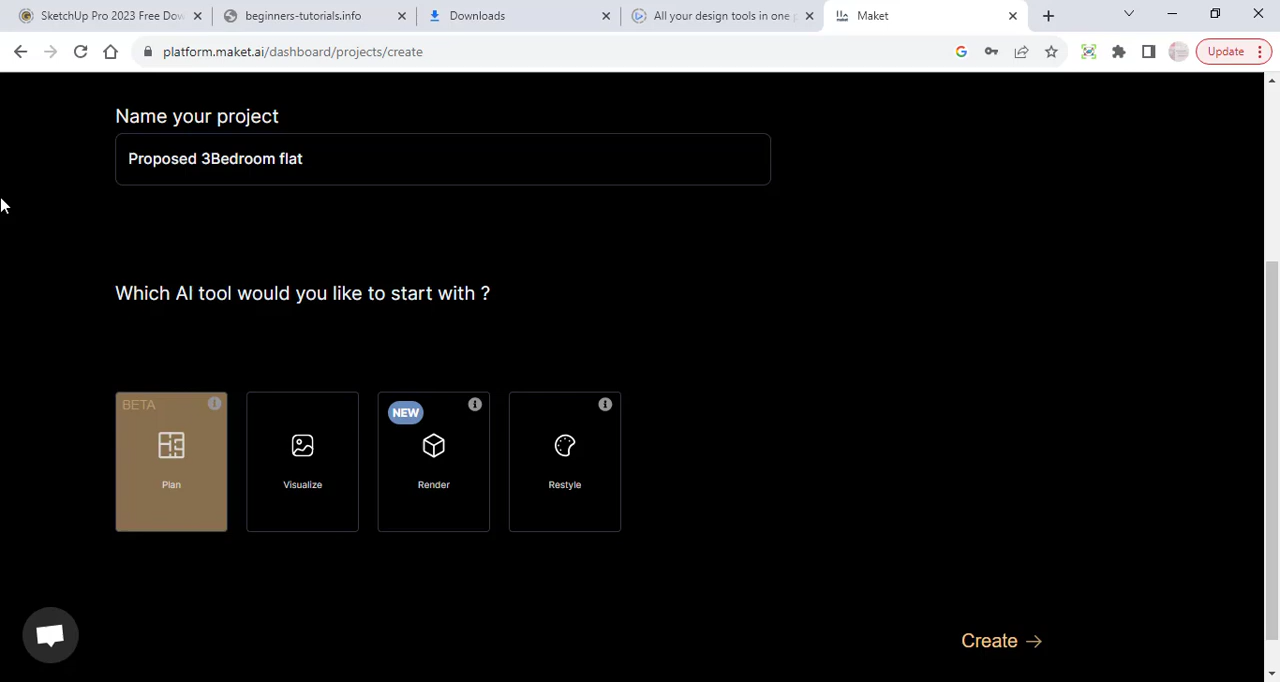 SketchUp Pro 2023 Free Dow
beginners-tutorials.info
Downloads
All your design tools in one p
Maket
platform.maket.ai/dashboard/projects/create
Update
Name your project
Proposed 3Bedroom flat
Which AI tool would you like to start with ?
BETA
NEW
Plan
Visualize
Render
Restyle
Create